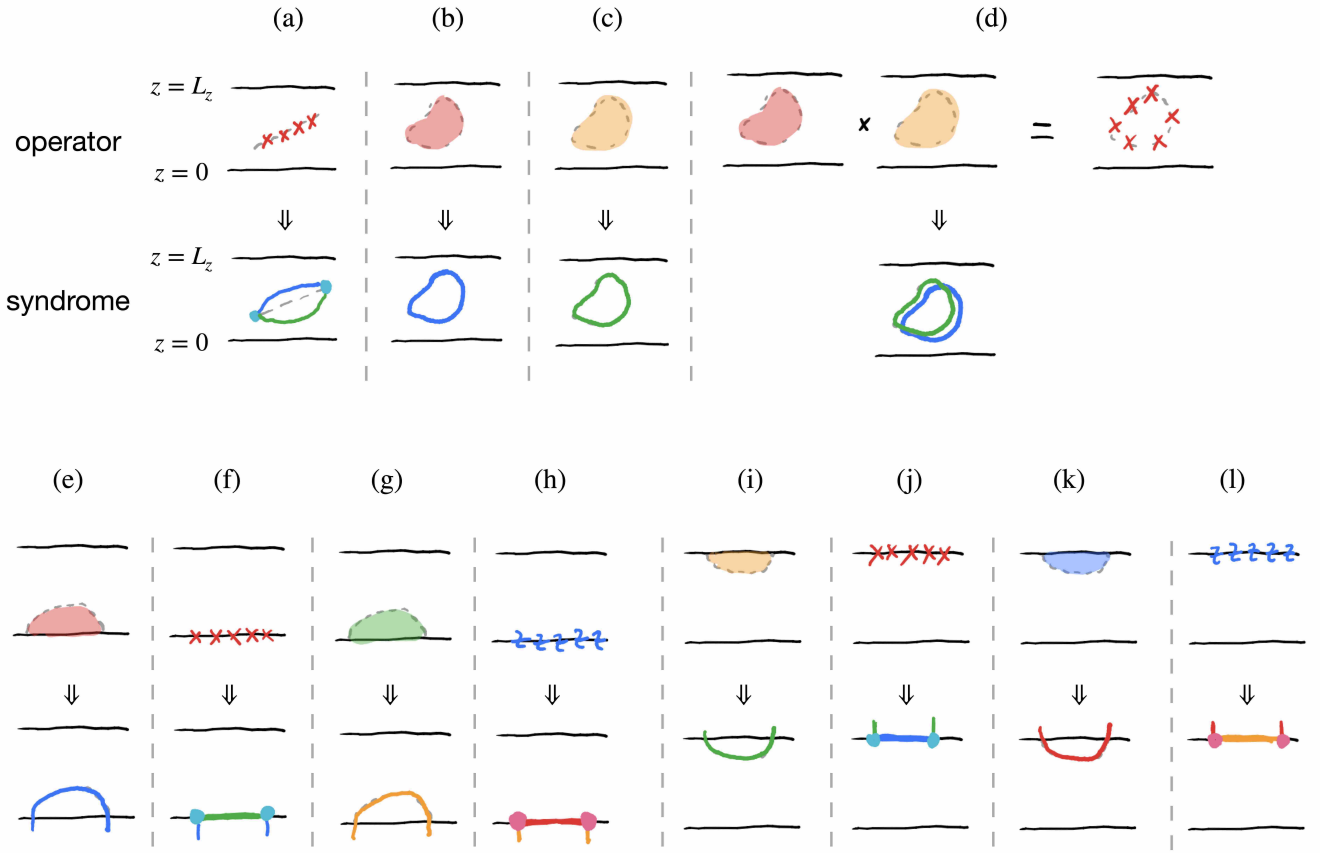 (a) (b) (c) (d)
z = L_z
operator
x x x x
x
=
x x x x x x
z = 0
⇓ ⇓ ⇓ ⇓
z = L_z
syndrome
z = 0
(e) (f) (g) (h) (i) (j) (k) (l)
x x x x x
z z z z z
x x x x x
z z z z z
⇓ ⇓ ⇓ ⇓ ⇓ ⇓ ⇓ ⇓